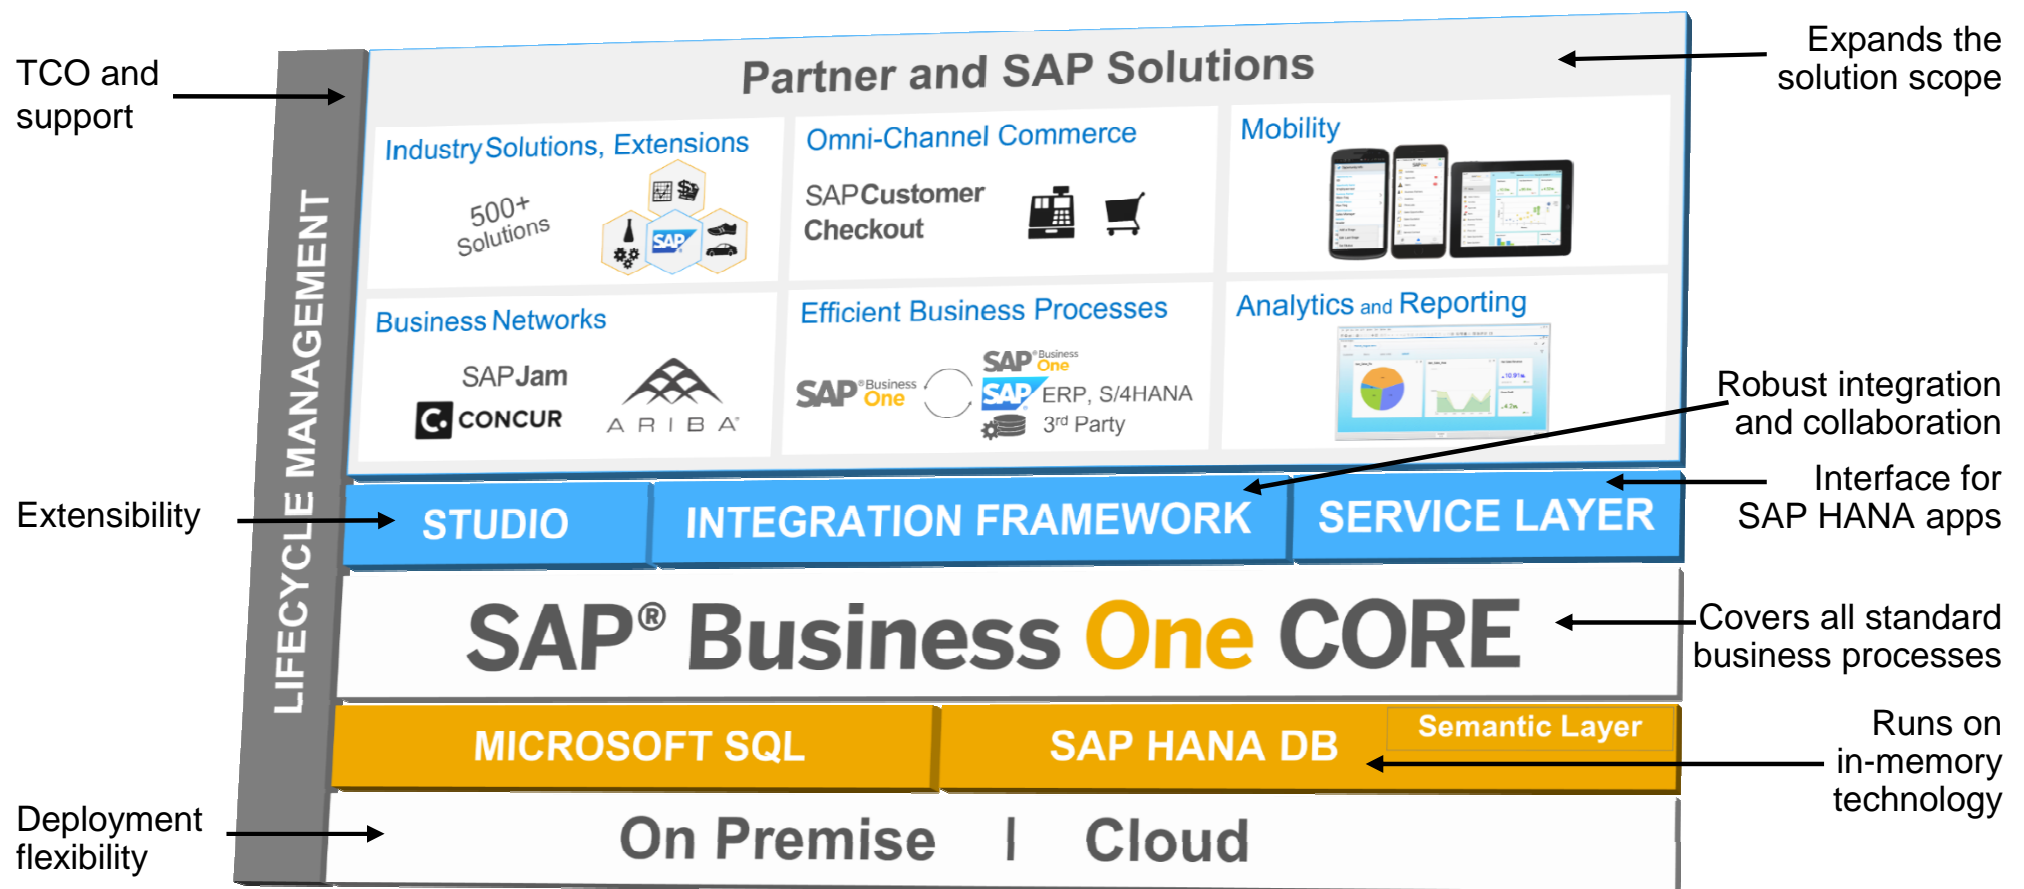 TCO and
support
Expands the
solution scope
Partner and SAP Solutions
LIFECYCLE MANAGEMENT
Industry Solutions, Extensions
500+
Solutions
SAP
Omni-Channel Commerce
SAP Customer
Checkout
Mobility
Business Networks
SAP Jam
C. CONCUR
ARIBA
Efficient Business Processes
SAP® Business One
SAP® Business One
SAP ERP, S/4HANA
3rd Party
Analytics and Reporting
Robust integration
and collaboration
Extensibility
STUDIO
INTEGRATION FRAMEWORK
SERVICE LAYER
Interface for
SAP HANA apps
SAP® Business One CORE
Covers all standard
business processes
MICROSOFT SQL
SAP HANA DB
Semantic Layer
Runs on
in-memory
technology
Deployment
flexibility
On Premise | Cloud